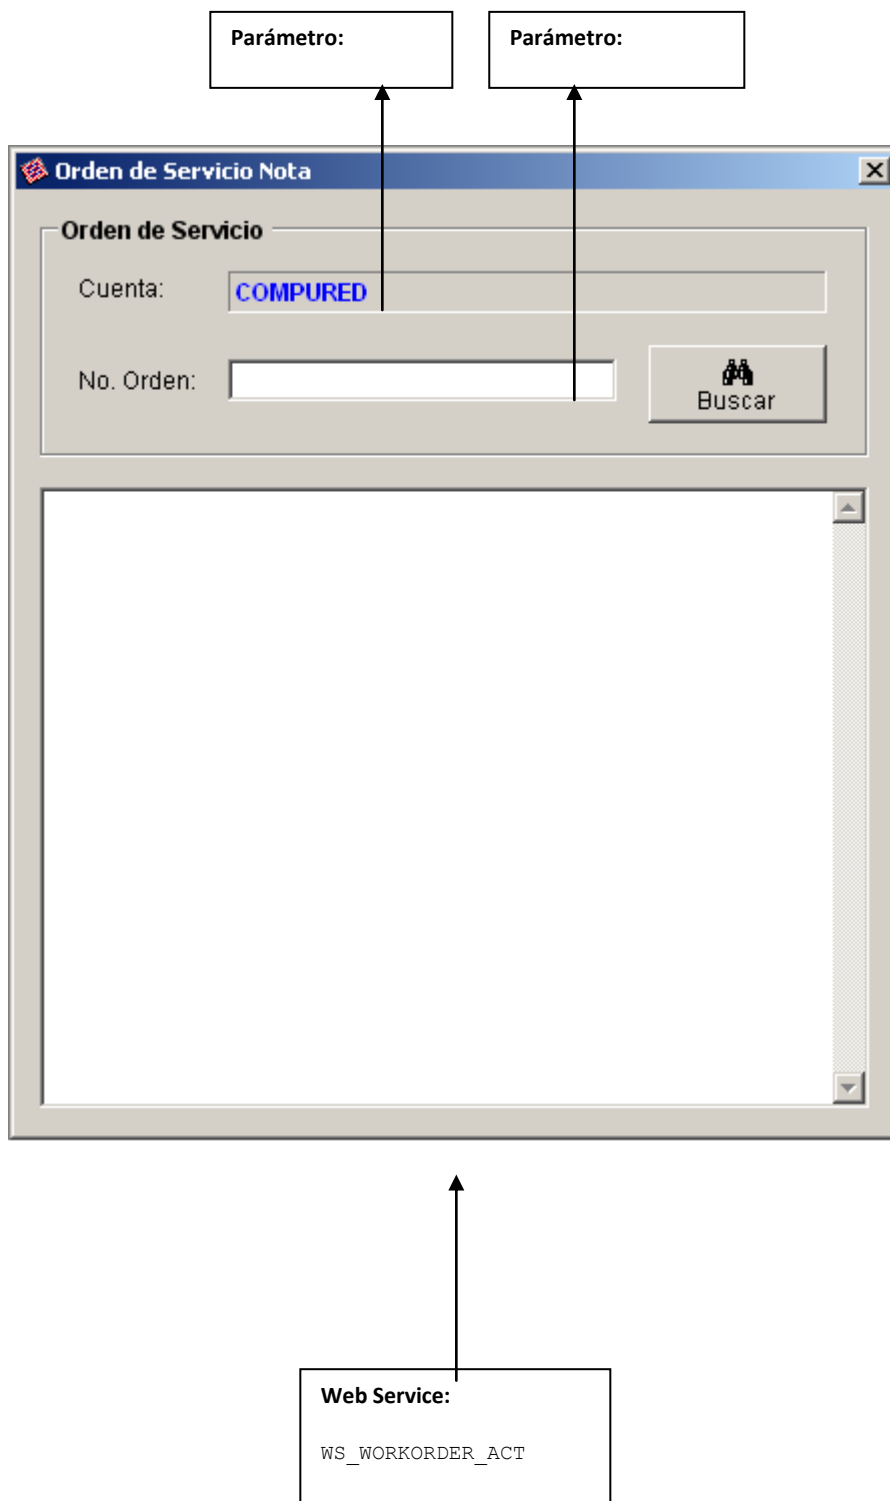 Parámetro:
Parámetro:
Orden de Servicio Nota
Orden de Servicio
Cuenta:
COMPURED
No. Orden:
Buscar
Web Service:
WS_WORKORDER_ACT